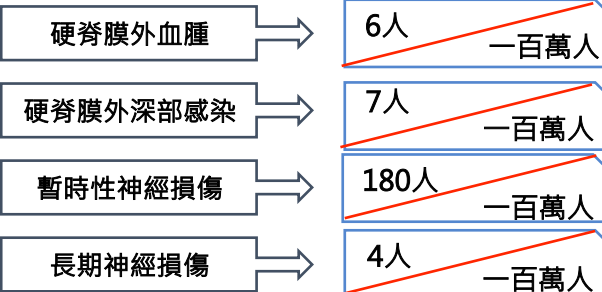 硬脊膜外血腫
6人
一百萬人
硬脊膜外深部感染
7人
一百萬人
暫時性神經損傷
180人
一百萬人
長期神經損傷
4人
一百萬人